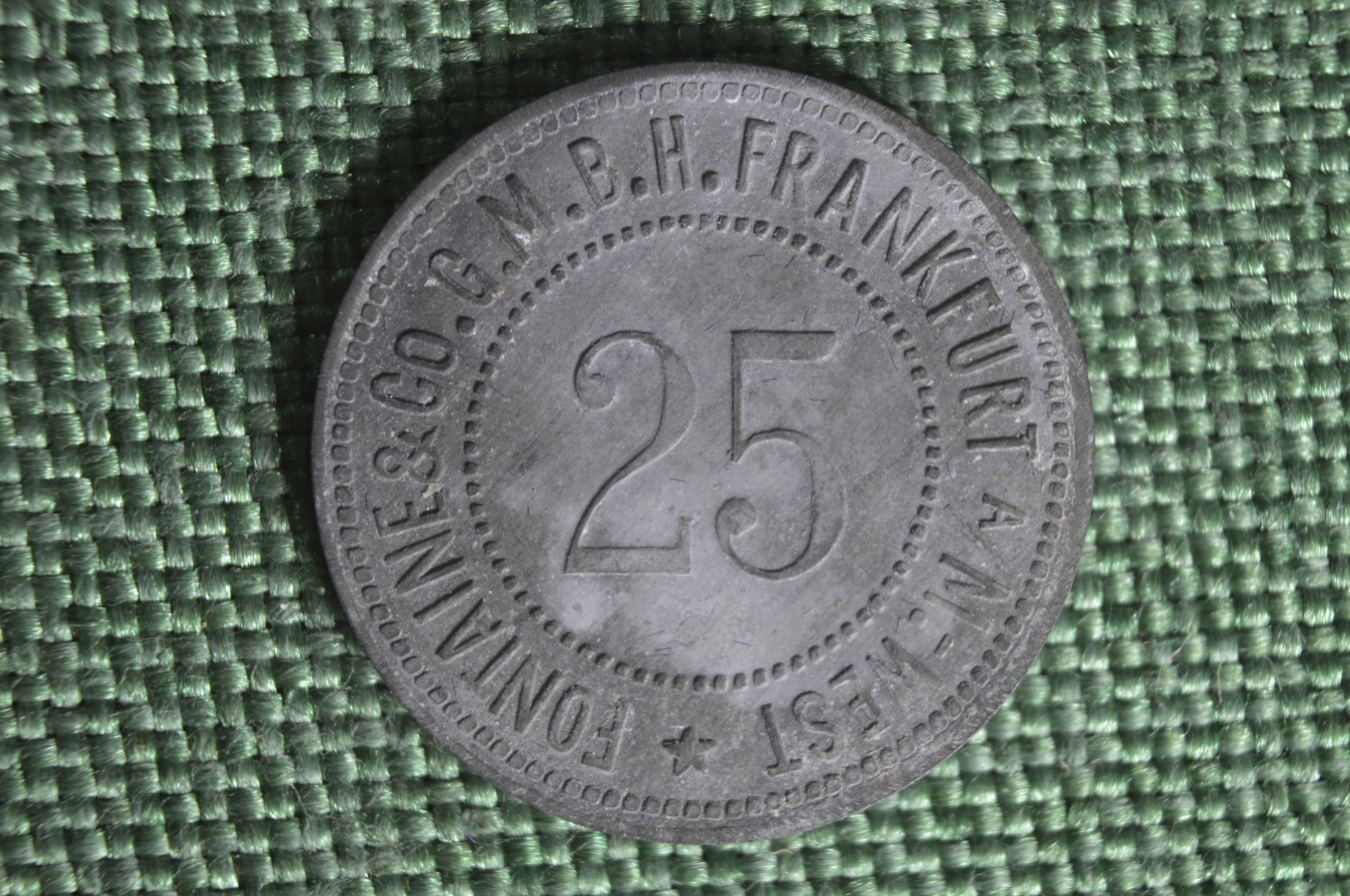 FONTAINE & CO. G.M.B.H. FRANKFURT A/M.-WEST
25